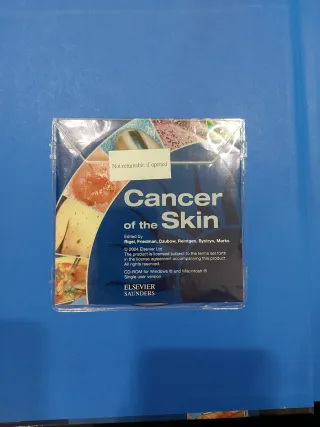 Not returnable if opened
Cancer
of the Skin
Edited by
Rigel, Friedman, Dzubow, Reintgen, Bystryn, Marks
© 2004 Elsevier Ltd
The product is licensed subject to the terms set forth
in the license agreement accompanying this product.
All rights reserved.
CD-ROM for Windows ® and Macintosh ®
Single user version
ELSEVIER
SAUNDERS